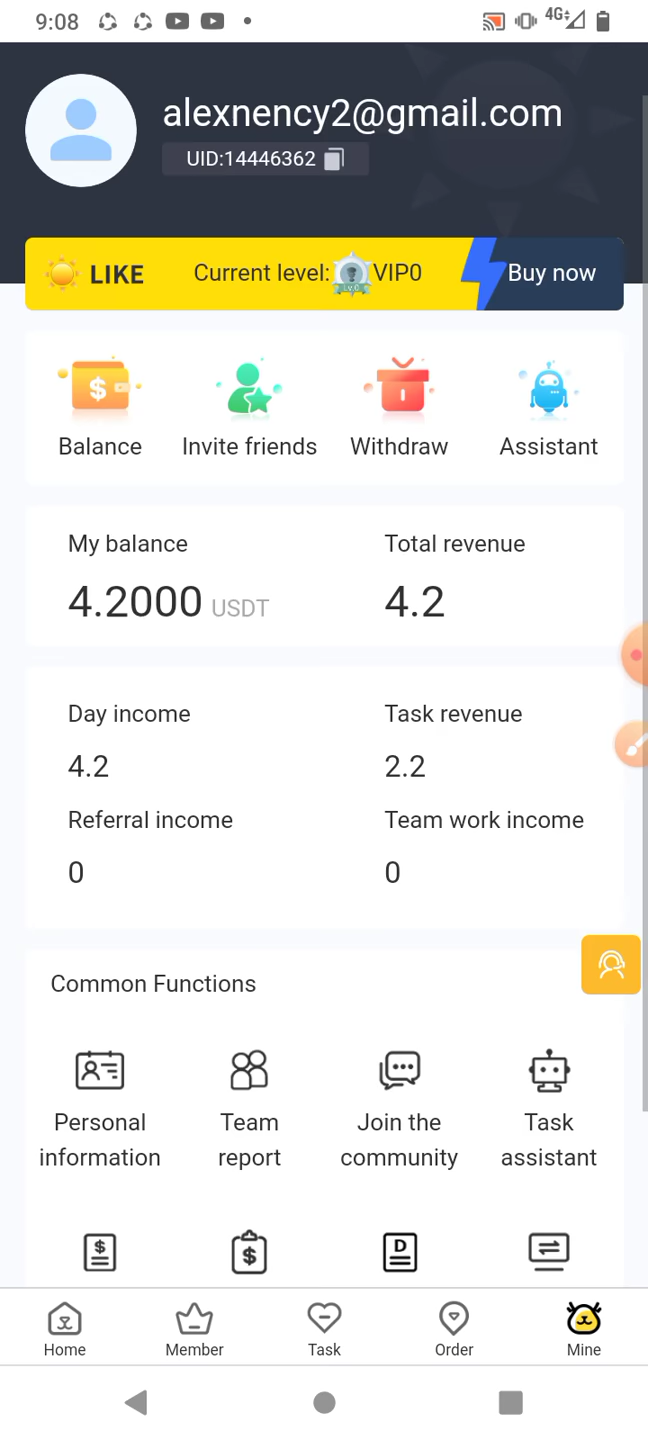 9:08
4G
alexnency2@gmail.com
UID:14446362
LIKE
Current level: Lv.0 VIP0
Buy now
$
Balance
Invite friends
Withdraw
Assistant
My balance
Total revenue
4.2000 USDT
4.2
Day income
Task revenue
4.2
2.2
Referral income
Team work income
0
0
Common Functions
Personal information
Team report
Join the community
Task assistant
$
$
D
Home
Member
Task
Order
Mine